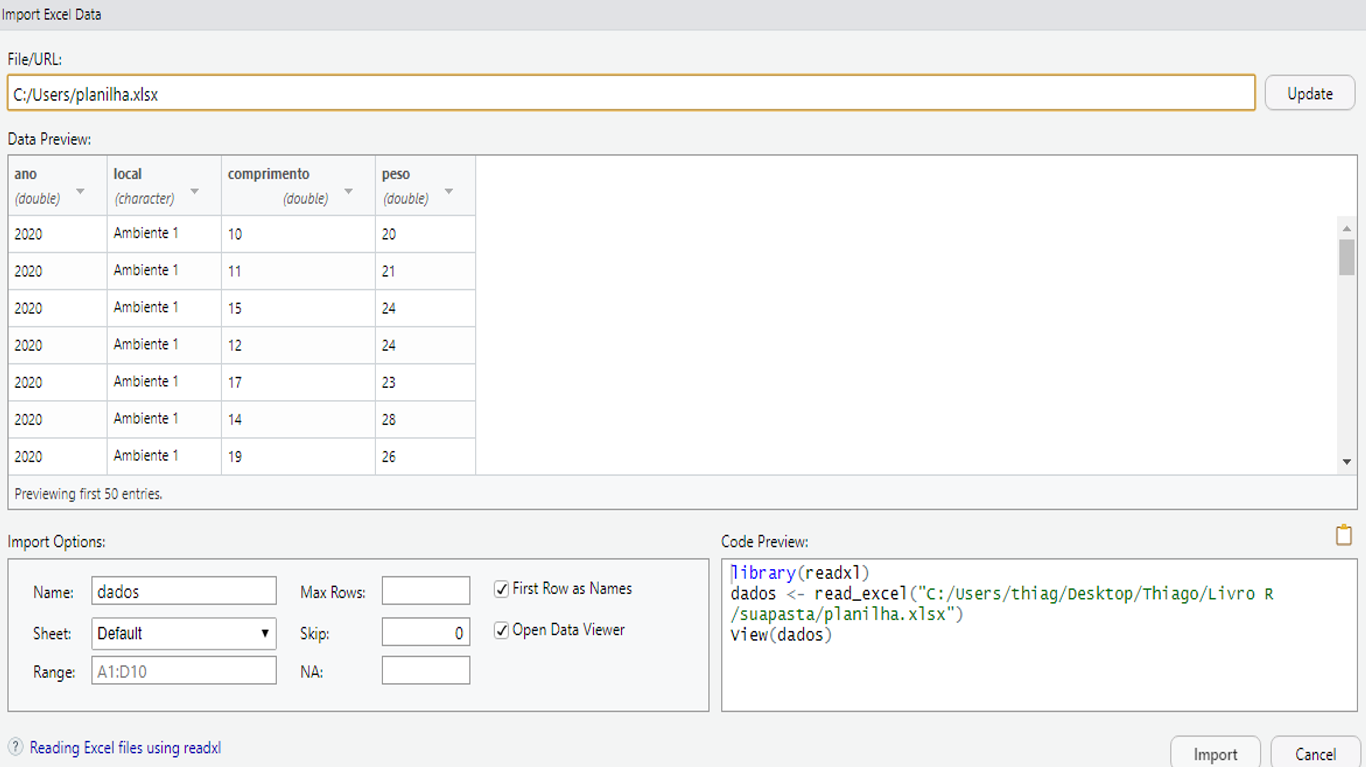 Import Excel Data
File/URL:
C:/Users/planilha.xlsx
Update
Data Preview:
ano local comprimento peso
(double) (character) (double) (double)
2020 Ambiente 1 10 20
2020 Ambiente 1 11 21
2020 Ambiente 1 15 24
2020 Ambiente 1 12 24
2020 Ambiente 1 17 23
2020 Ambiente 1 14 28
2020 Ambiente 1 19 26
Previewing first 50 entries.
Import Options:
Name: dados Max Rows: First Row as Names
Sheet: Default Skip: 0 Open Data Viewer
Range: A1:D10 NA:
Code Preview:
library(readxl)
dados <- read_excel("C:/Users/thiag/Desktop/Thiago/Livro R
/suapasta/planilha.xlsx")
View(dados)
? Reading Excel files using readxl
Import Cancel